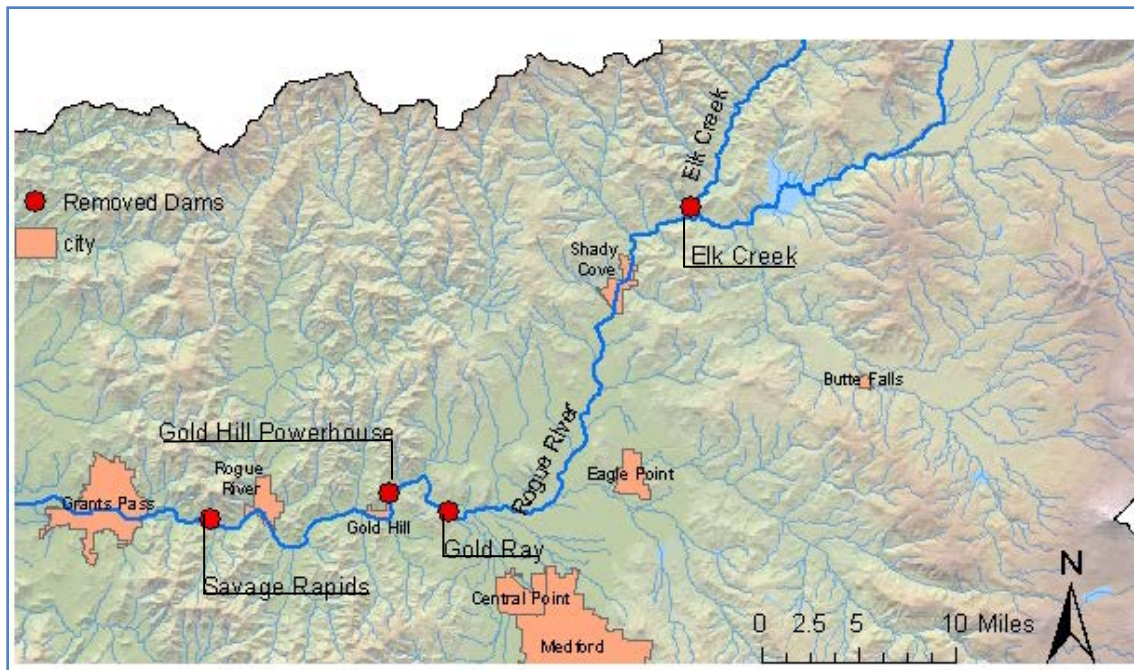 Elk Creek
Removed Dams
city
Elk Creek
Shady
Cove
Butte Falls
Gold Hill Powerhouse
Rogue River
Rogue
River
Eagle Point
Grants Pass
Gold Hill
Gold Ray
Savage Rapids
Central Point
Medford
N
0 2.5 5 10 Miles